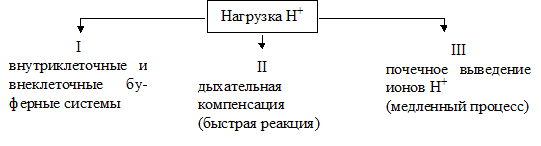 Нагрузка H⁺
I
внутриклеточные и
внеклеточные бу-
ферные системы
II
дыхательная
компенсация
(быстрая реакция)
III
почечное выведение
ионов H⁺
(медленный процесс)